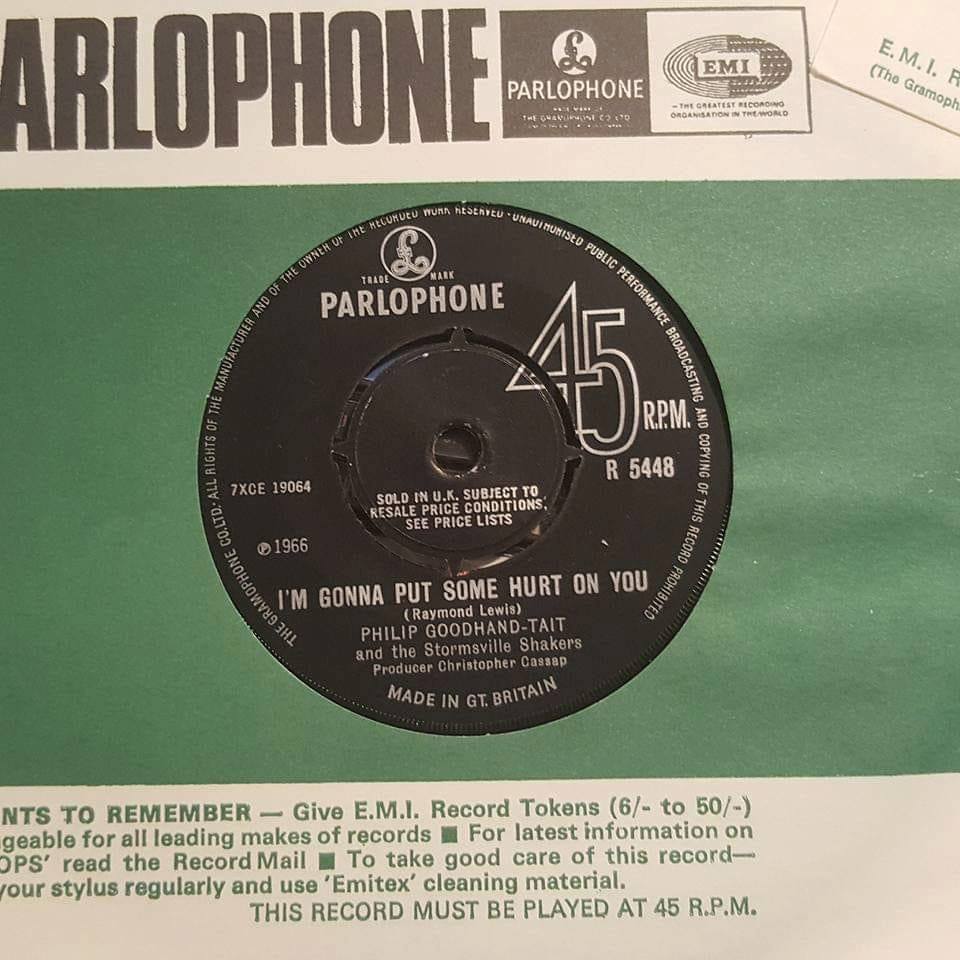 ARLOPHONE
PARLOPHONE
TRADE MARK OF
THE GRAMOPHONE CO. LTD
EMI
— THE GREATEST RECORDING
ORGANISATION IN THE WORLD
E.M.I. R
(The Gramoph
THE GRAMOPHONE CO. LTD. ALL RIGHTS OF THE MANUFACTURER AND OF THE OWNER OF THE RECORDED WORK RESERVED · UNAUTHORISED PUBLIC PERFORMANCE BROADCASTING AND COPYING OF THIS RECORD PROHIBITED
£
TRADE MARK
PARLOPHONE
45 R.P.M.
R 5448
7XCE 19064
SOLD IN U.K. SUBJECT TO
RESALE PRICE CONDITIONS,
SEE PRICE LISTS
℗ 1966
I'M GONNA PUT SOME HURT ON YOU
(Raymond Lewis)
PHILIP GOODHAND-TAIT
and the Stormsville Shakers
Producer Christopher Cassap
MADE IN GT. BRITAIN
NTS TO REMEMBER — Give E.M.I. Record Tokens (6/- to 50/-)
geable for all leading makes of records ■ For latest information on
OPS' read the Record Mail ■ To take good care of this record—
your stylus regularly and use 'Emitex' cleaning material.
THIS RECORD MUST BE PLAYED AT 45 R.P.M.